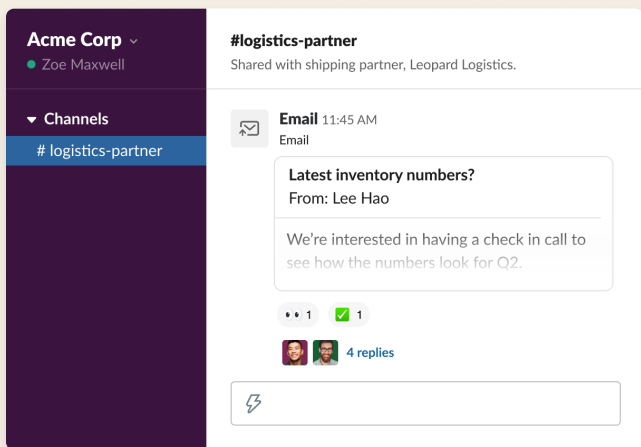 Acme Corp
Zoe Maxwell
Channels
# logistics-partner
#logistics-partner
Shared with shipping partner, Leopard Logistics.
Email 11:45 AM
Email
Latest inventory numbers?
From: Lee Hao
We’re interested in having a check in call to
see how the numbers look for Q2.
1
1
4 replies